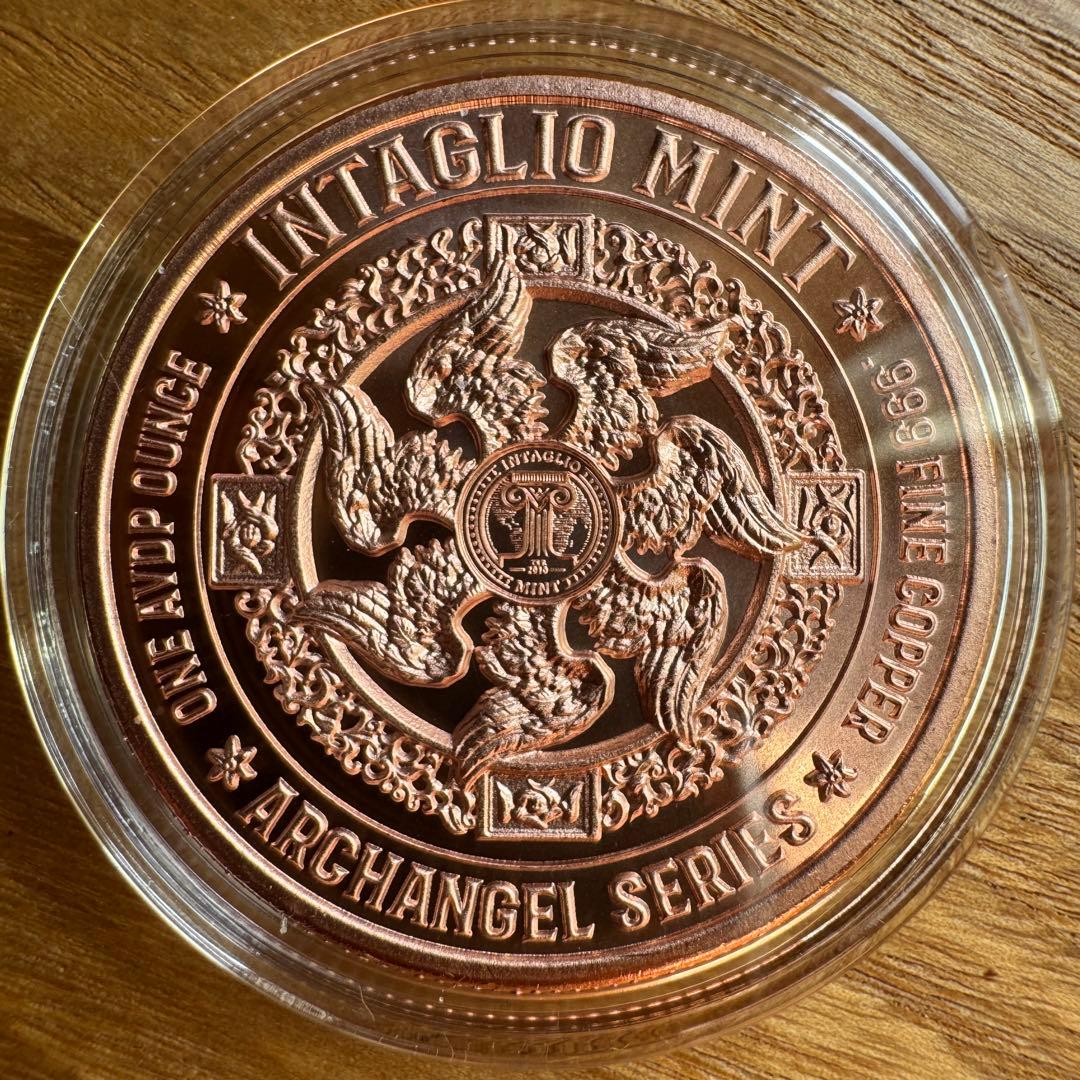 INTAGLIO MINT
.999 FINE COPPER
ARCHANGEL SERIES
ONE AVDP OUNCE
INTAGLIO
MINT